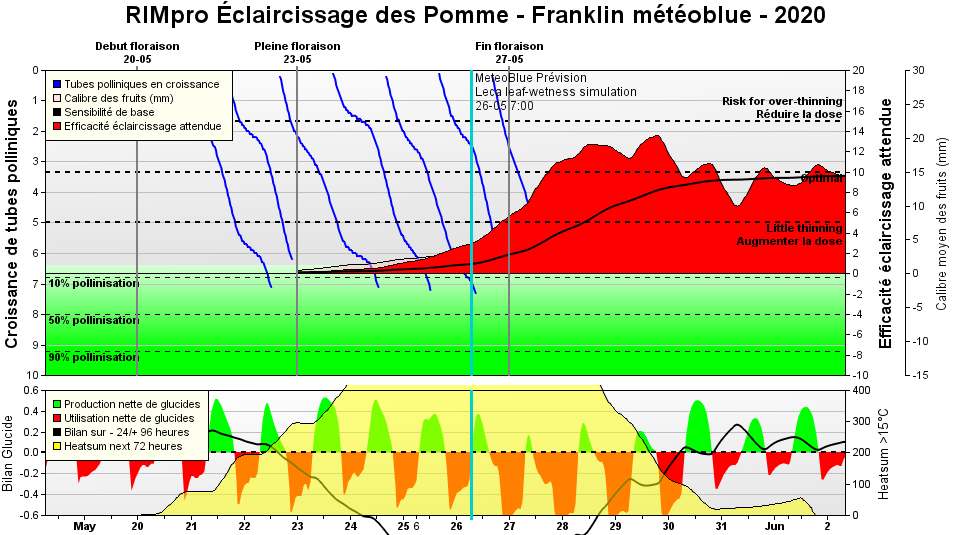 RIMpro Éclaircissage des Pomme - Franklin météoblue - 2020
Debut floraison
20-05
Pleine floraison
23-05
Fin floraison
27-05
Croissance de tubes polliniques
0
1
2
3
4
5
6
7
8
9
10
Tubes polliniques en croissance
Calibre des fruits (mm)
Sensibilité de base
Efficacité éclaircissage attendue
MeteoBlue Prévision
Leca leaf-wetness simulation
26-05 7:00
Risk for over-thinning
Réduire la dose
Optimal
Little thinning
Augmenter la dose
10% pollinisation
50% pollinisation
90% pollinisation
20
18
16
14
12
10
8
6
4
2
0
-2
-4
-6
-8
-10
Efficacité éclaircissage attendue
30
25
20
15
10
5
0
-5
-10
-15
Calibre moyen des fruits (mm)
Bilan Glucide
0.6
0.4
0.2
0.0
-0.2
-0.4
-0.6
Production nette de glucides
Utilisation nette de glucides
Bilan sur - 24/+ 96 heures
Heatsum next 72 heures
400
300
200
100
0
Heatsum >15°C
May 20 21 22 23 24 25 6 26 27 28 29 30 31 Jun 2